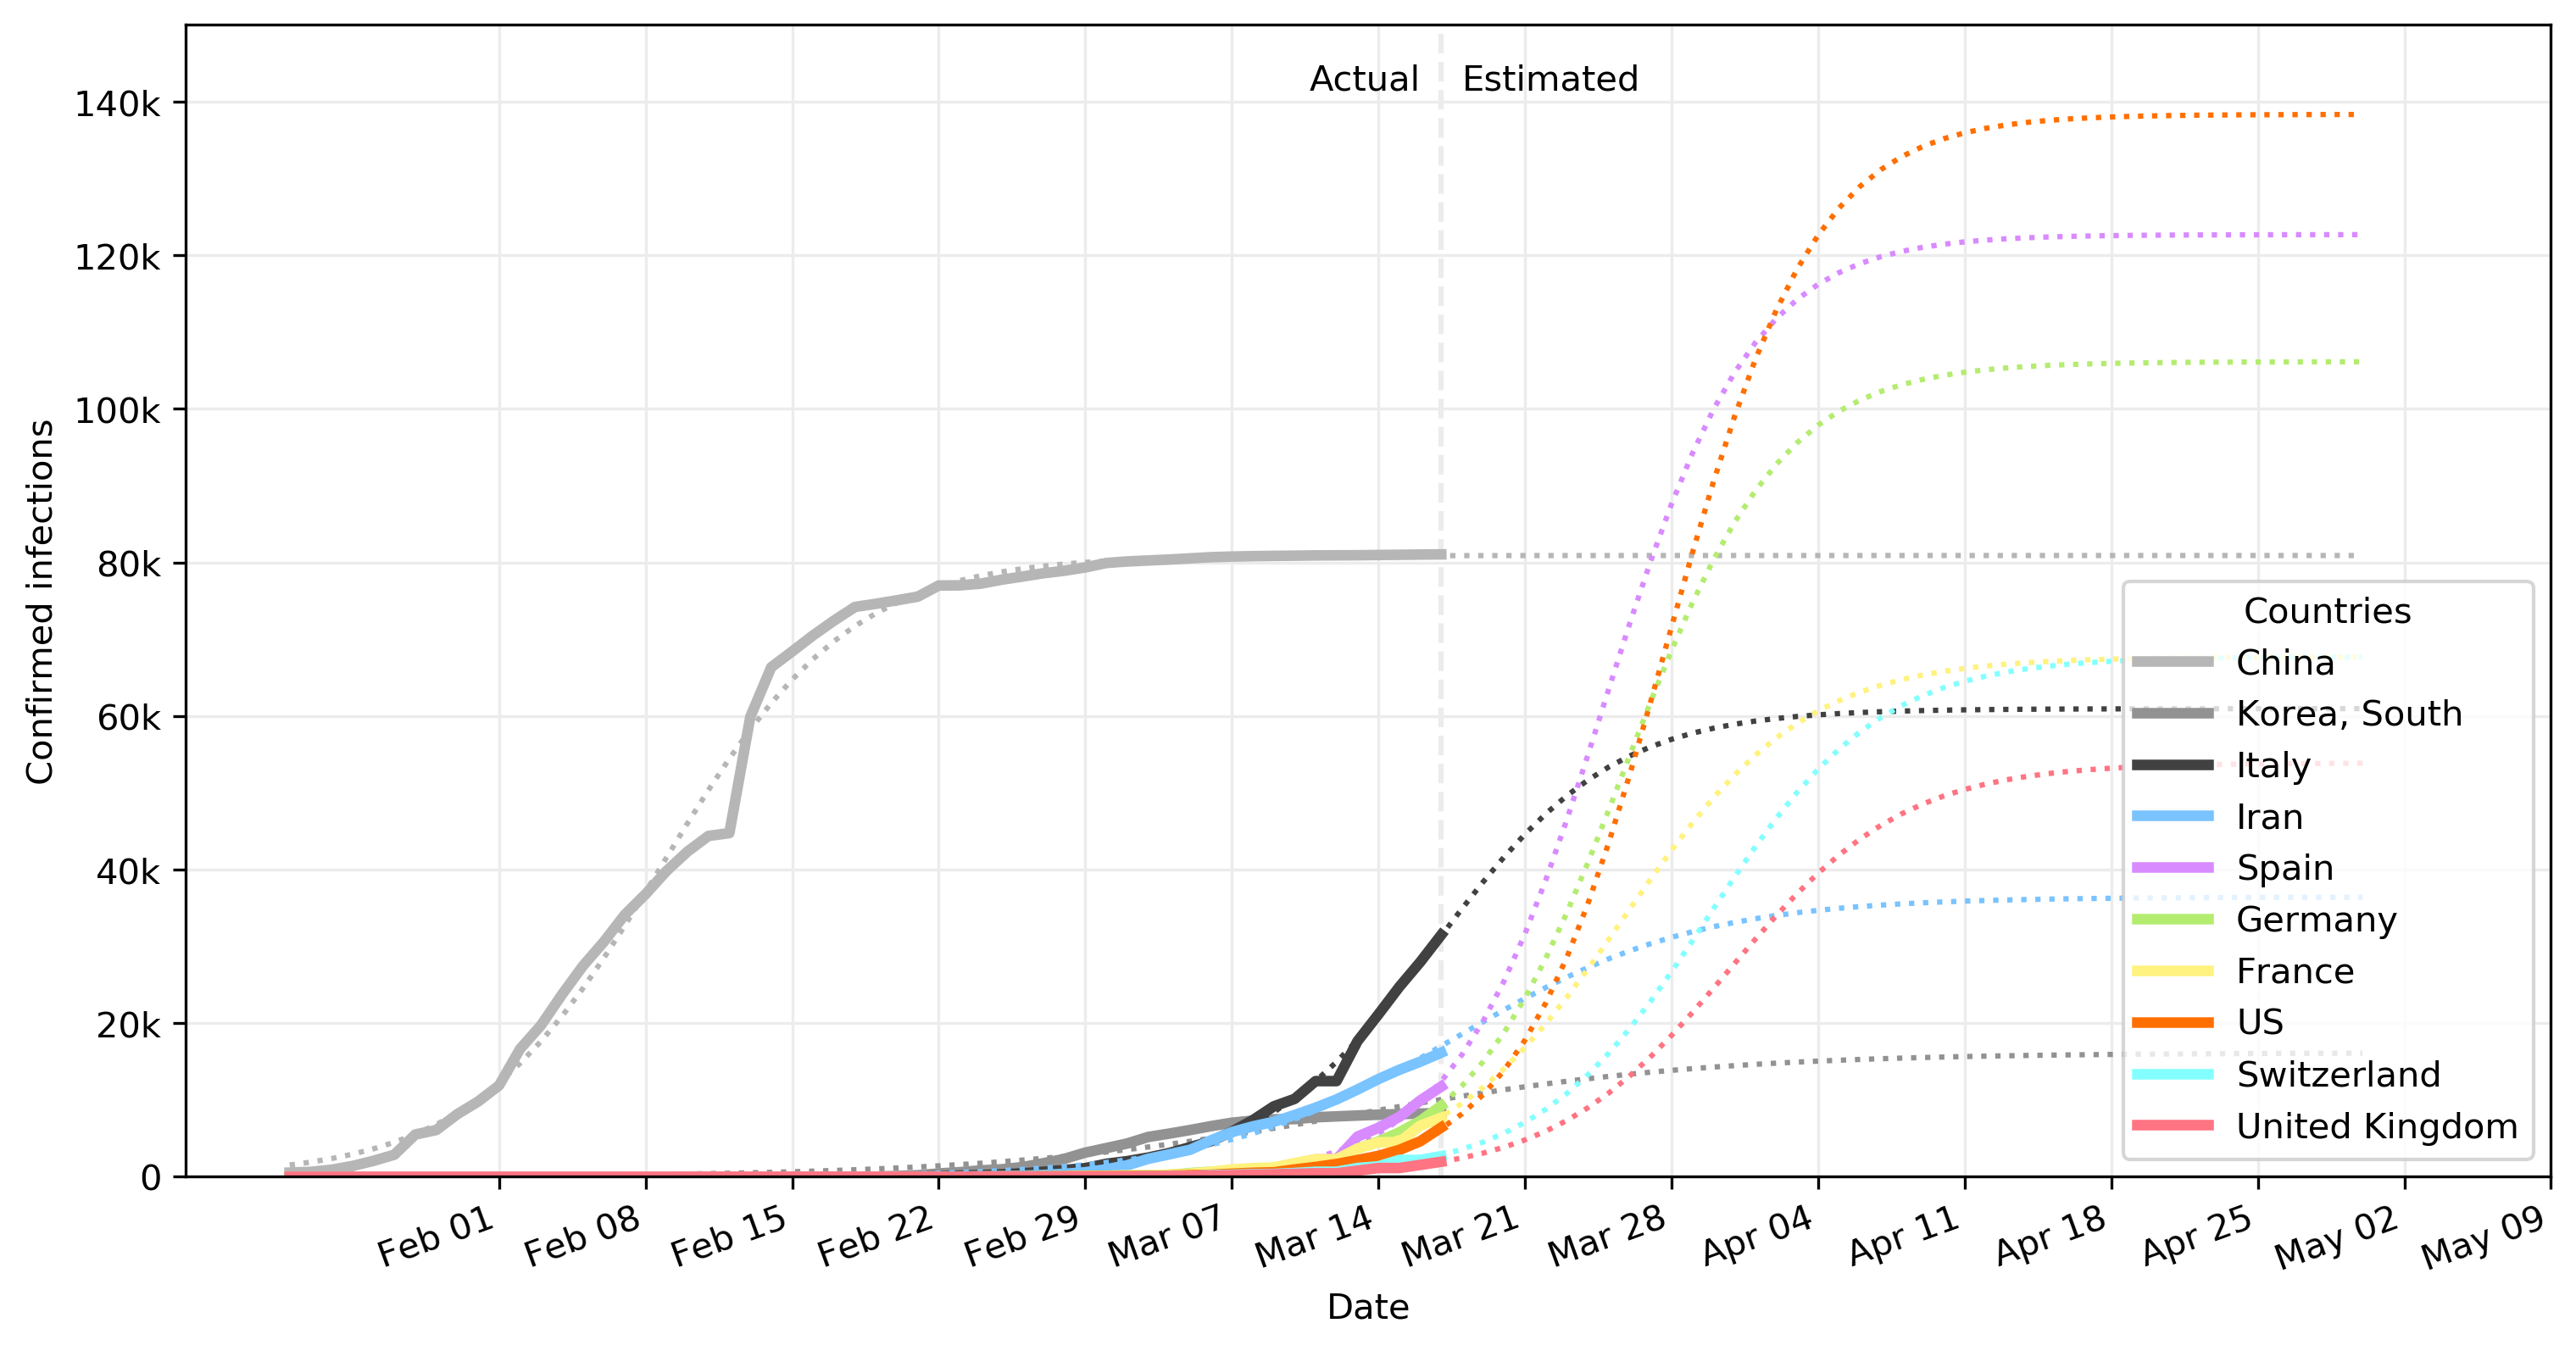 Actual Estimated
140k
120k
100k
80k
60k
40k
20k
0
Confirmed infections
Countries
China
Korea, South
Italy
Iran
Spain
Germany
France
US
Switzerland
United Kingdom
Feb 01 Feb 08 Feb 15 Feb 22 Feb 29 Mar 07 Mar 14 Mar 21 Mar 28 Apr 04 Apr 11 Apr 18 Apr 25 May 02 May 09
Date